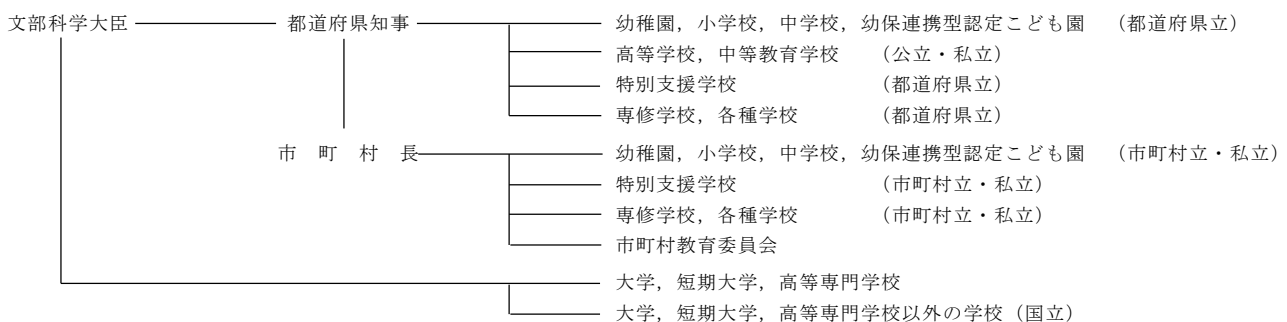 文部科学大臣 都道府県知事 幼稚園，小学校，中学校，幼保連携型認定こども園 （都道府県立）
高等学校，中等教育学校 （公立・私立）
特別支援学校 （都道府県立）
専修学校，各種学校 （都道府県立）
市 町 村 長 幼稚園，小学校，中学校，幼保連携型認定こども園 （市町村立・私立）
特別支援学校 （市町村立・私立）
専修学校，各種学校 （市町村立・私立）
市町村教育委員会
大学，短期大学，高等専門学校
大学，短期大学，高等専門学校以外の学校（国立）